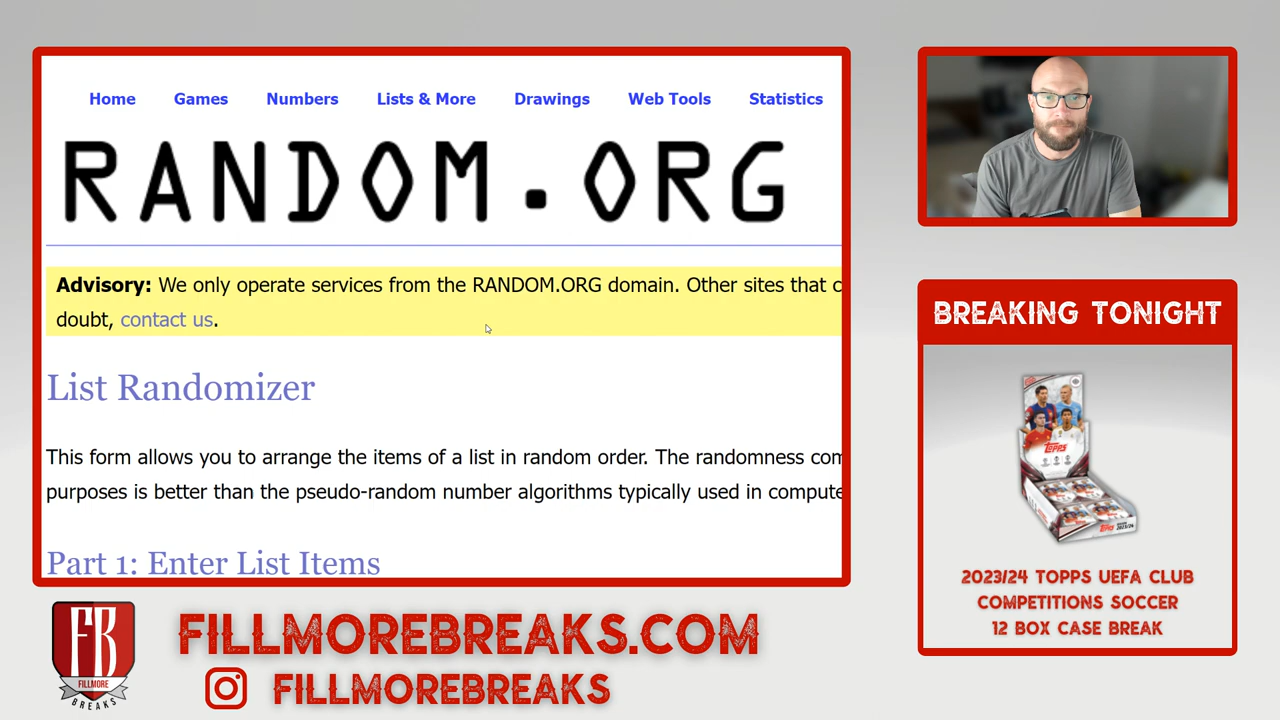 Home Games Numbers Lists & More Drawings Web Tools Statistics
RANDOM.ORG
Advisory: We only operate services from the RANDOM.ORG domain. Other sites that c
doubt, contact us.
List Randomizer
This form allows you to arrange the items of a list in random order. The randomness com
purposes is better than the pseudo-random number algorithms typically used in compute
Part 1: Enter List Items
BREAKING TONIGHT
Topps
2023/24 TOPPS UEFA CLUB
COMPETITIONS SOCCER
12 BOX CASE BREAK
FB
FILLMORE
BREAKS
FILLMOREBREAKS.COM
FILLMOREBREAKS